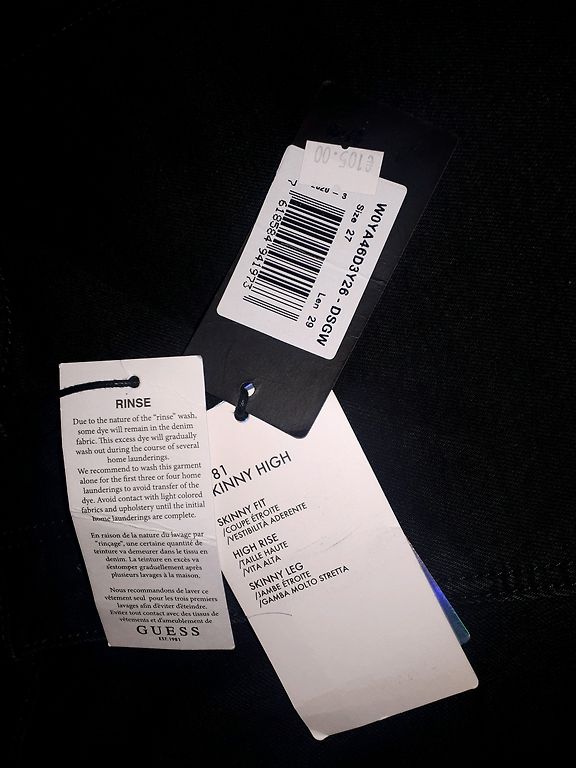 €105.00
W0YA46D3Y26 - DSGW
Size 27
Len 29
7 618584 941973
RINSE
Due to the nature of the "rinse" wash,
some dye will remain in the denim
fabric. This excess dye will gradually
wash out during the course of several
home launderings.
We recommend to wash this garment
alone for the first three or four home
launderings to avoid transfer of the
dye. Avoid contact with light colored
fabrics and upholstery until the initial
home launderings are complete.
En raison de la nature du lavage par
"rinçage", une certaine quantité de
teinture va demeurer dans le tissu en
denim. La teinture en excès va
s'estomper graduellement après
plusieurs lavages à la maison.
Nous recommandons de laver ce
vêtement seul pour les trois premiers
lavages afin d'éviter d'éteindre.
Evitez tout contact avec des tissus de
vêtements et d'ameublement de
GUESS
EST. 1981
81
KINNY HIGH
SKINNY FIT
/COUPE ÉTROITE
/VESTIBILITÀ ADERENTE
HIGH RISE
/TAILLE HAUTE
/VITA ALTA
SKINNY LEG
/JAMBE ÉTROITE
/GAMBA MOLTO STRETTA